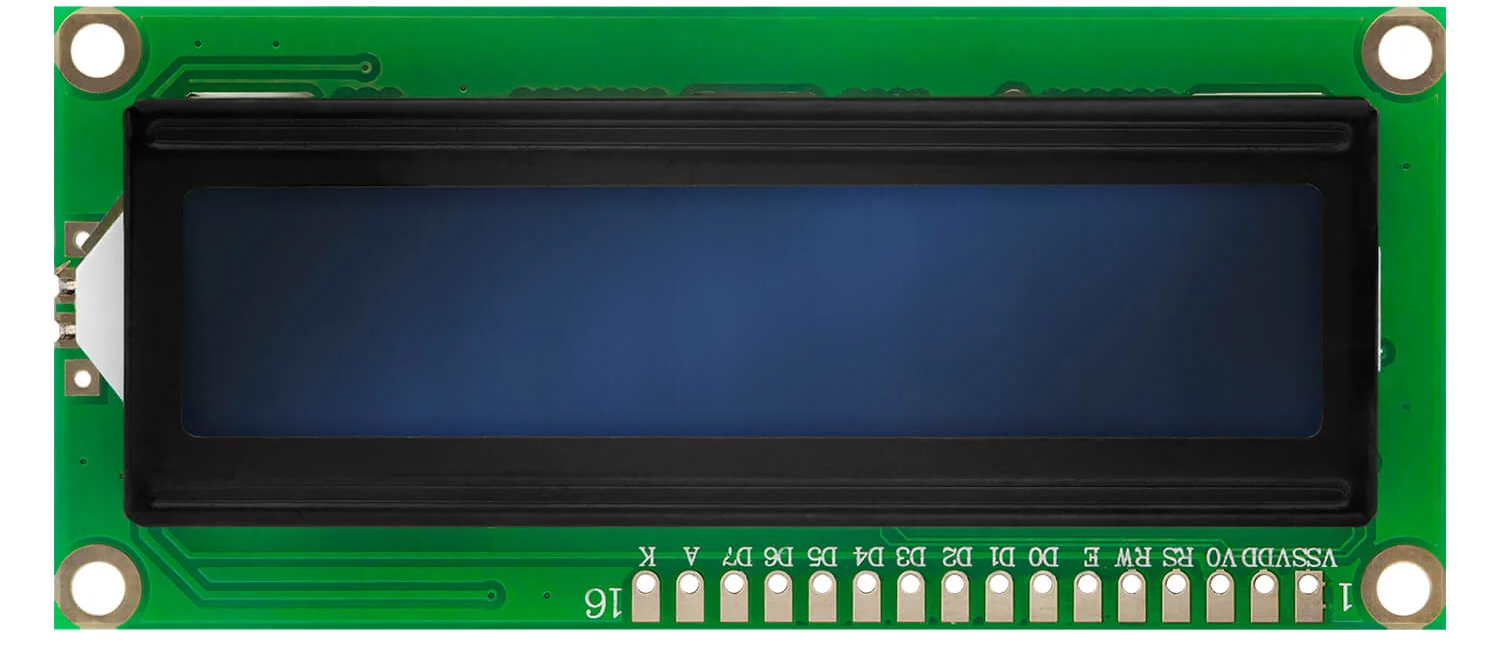 1 16
VSS VDD V0 RS RW E D0 D1 D2 D3 D4 D5 D6 D7 A K